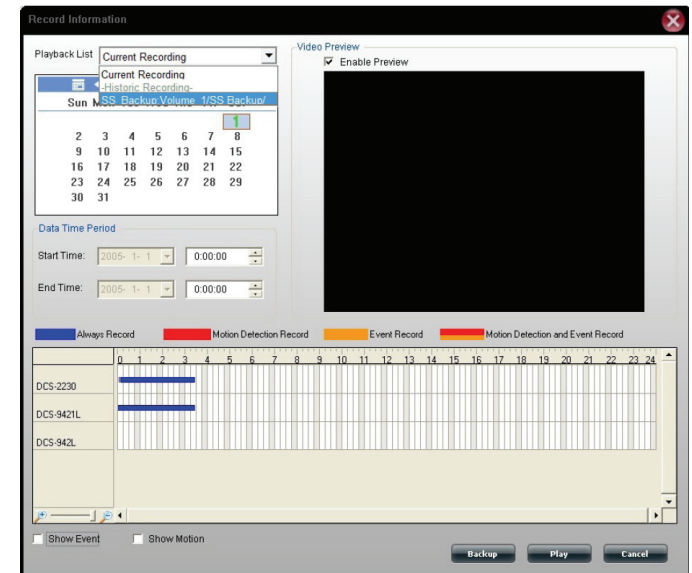 Record Information
Playback List Current Recording
Current Recording
-Historic Recording-
SS_Backup:Volume_1/SS Backup/
Sun
1
2 3 4 5 6 7 8
9 10 11 12 13 14 15
16 17 18 19 20 21 22
23 24 25 26 27 28 29
30 31
Video Preview
Enable Preview
Data Time Period
Start Time: 2005- 1- 1 0:00:00
End Time: 2005- 1- 1 0:00:00
Always Record Motion Detection Record Event Record Motion Detection and Event Record
0 1 2 3 4 5 6 7 8 9 10 11 12 13 14 15 16 17 18 19 20 21 22 23 24
DCS-2230
DCS-9421L
DCS-942L
Show Event Show Motion
Backup Play Cancel